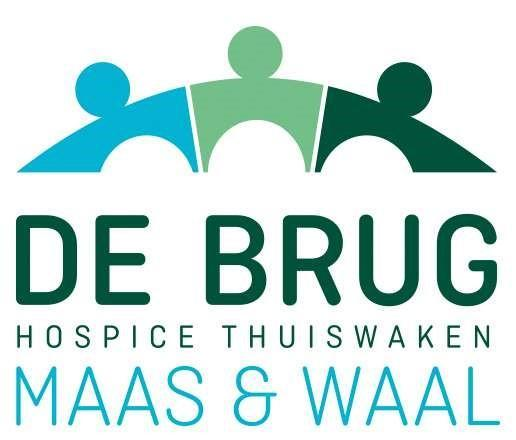 DE BRUG
HOSPICE THUISWAKEN
MAAS & WAAL